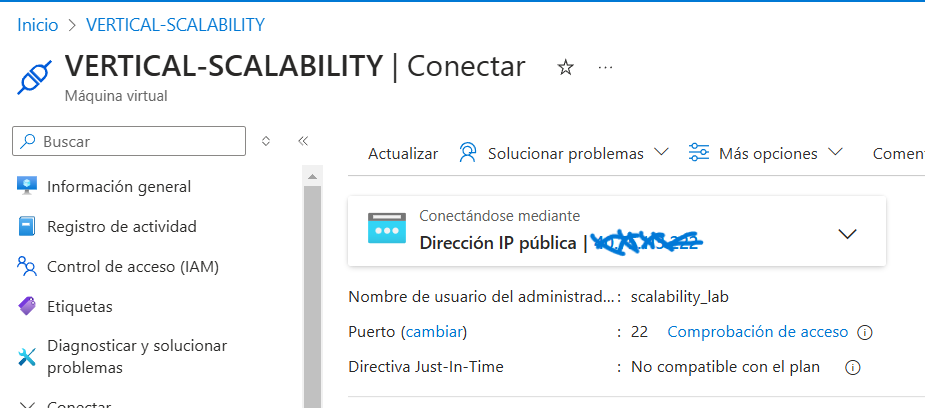 Inicio > VERTICAL-SCALABILITY
VERTICAL-SCALABILITY | Conectar
Máquina virtual
Buscar
Actualizar Solucionar problemas Más opciones Comen
Información general
Registro de actividad
Control de acceso (IAM)
Etiquetas
Diagnosticar y solucionar
problemas
Conectar
Conectándose mediante
Dirección IP pública |
Nombre de usuario del administrad... : scalability_lab
Puerto (cambiar) : 22 Comprobación de acceso
Directiva Just-In-Time : No compatible con el plan